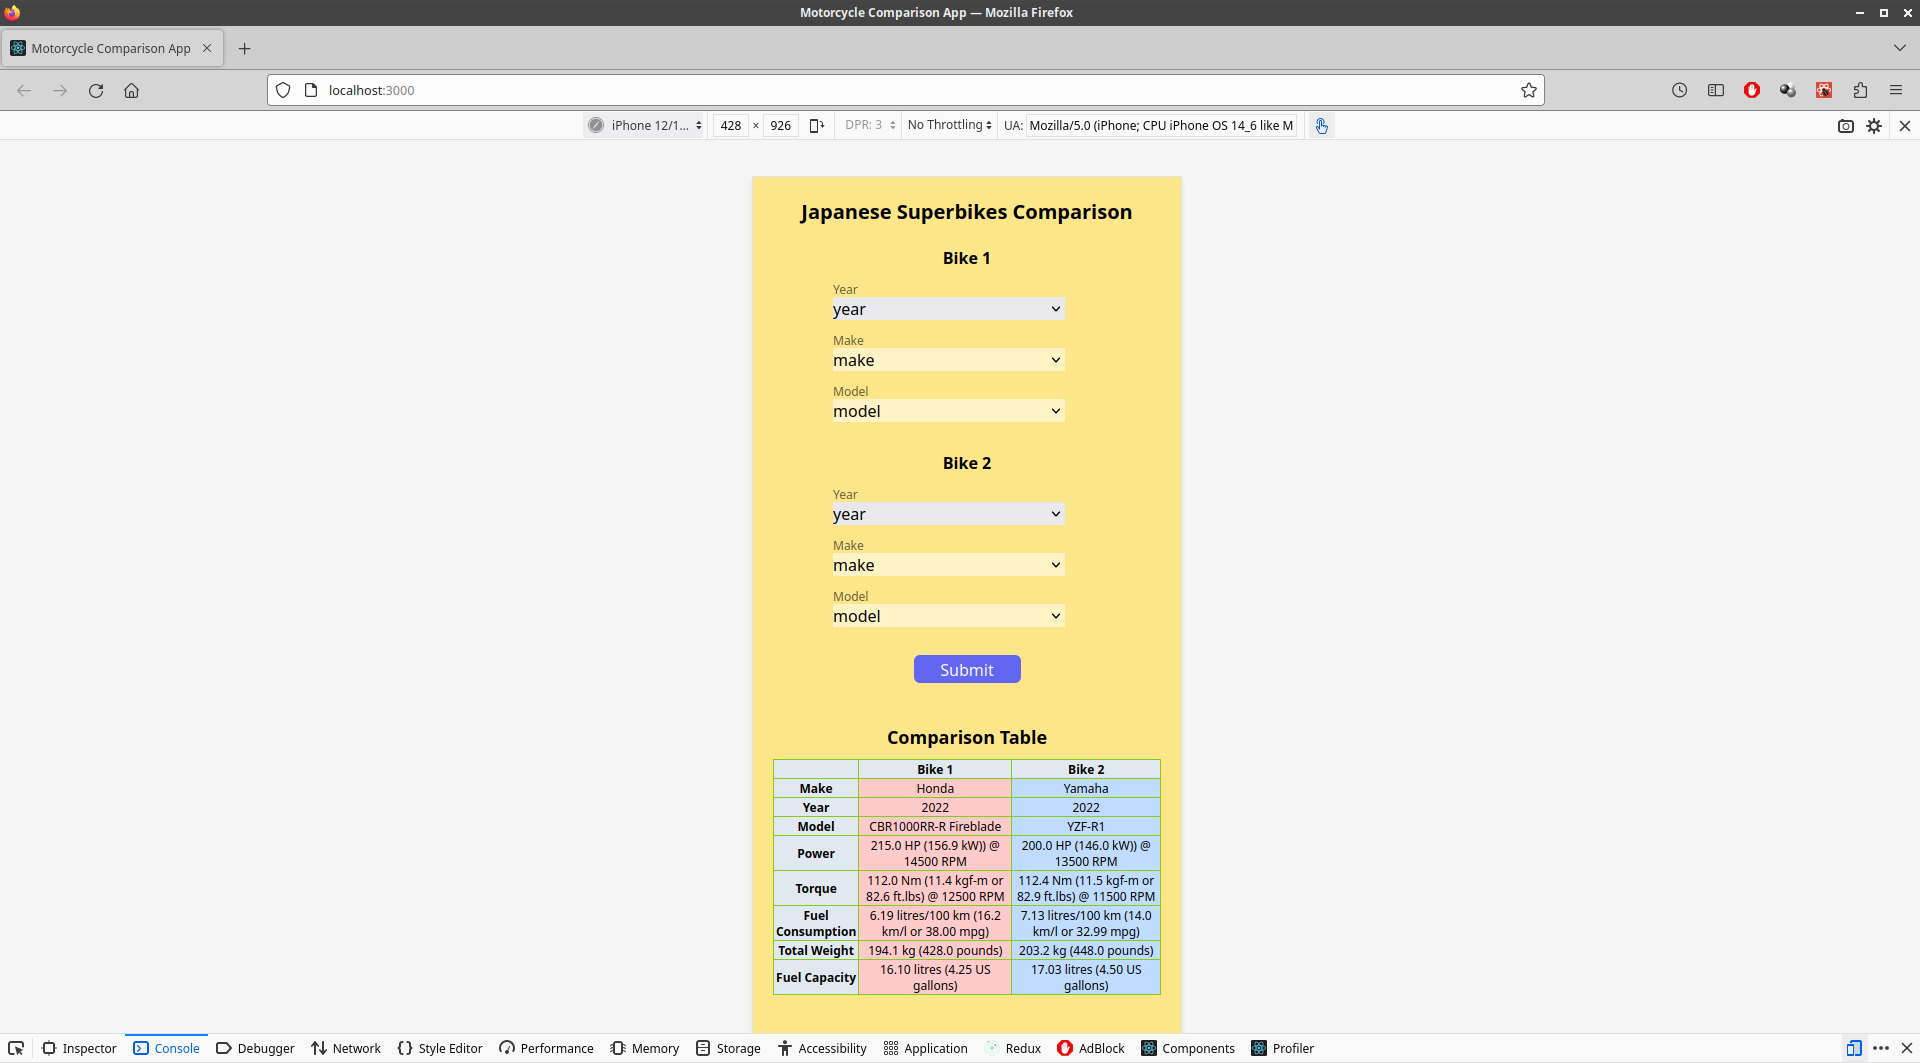 Motorcycle Comparison App — Mozilla Firefox
Motorcycle Comparison App
localhost:3000
iPhone 12/1... 428 × 926 DPR: 3 No Throttling UA: Mozilla/5.0 (iPhone; CPU iPhone OS 14_6 like M
Japanese Superbikes Comparison
Bike 1
Year
year
Make
make
Model
model
Bike 2
Year
year
Make
make
Model
model
Submit
Comparison Table
Bike 1 Bike 2
Make Honda Yamaha
Year 2022 2022
Model CBR1000RR-R Fireblade YZF-R1
Power 215.0 HP (156.9 kW)) @ 14500 RPM 200.0 HP (146.0 kW)) @ 13500 RPM
Torque 112.0 Nm (11.4 kgf-m or 82.6 ft.lbs) @ 12500 RPM 112.4 Nm (11.5 kgf-m or 82.9 ft.lbs) @ 11500 RPM
Fuel Consumption 6.19 litres/100 km (16.2 km/l or 38.00 mpg) 7.13 litres/100 km (14.0 km/l or 32.99 mpg)
Total Weight 194.1 kg (428.0 pounds) 203.2 kg (448.0 pounds)
Fuel Capacity 16.10 litres (4.25 US gallons) 17.03 litres (4.50 US gallons)
Inspector Console Debugger Network Style Editor Performance Memory Storage Accessibility Application Redux AdBlock Components Profiler